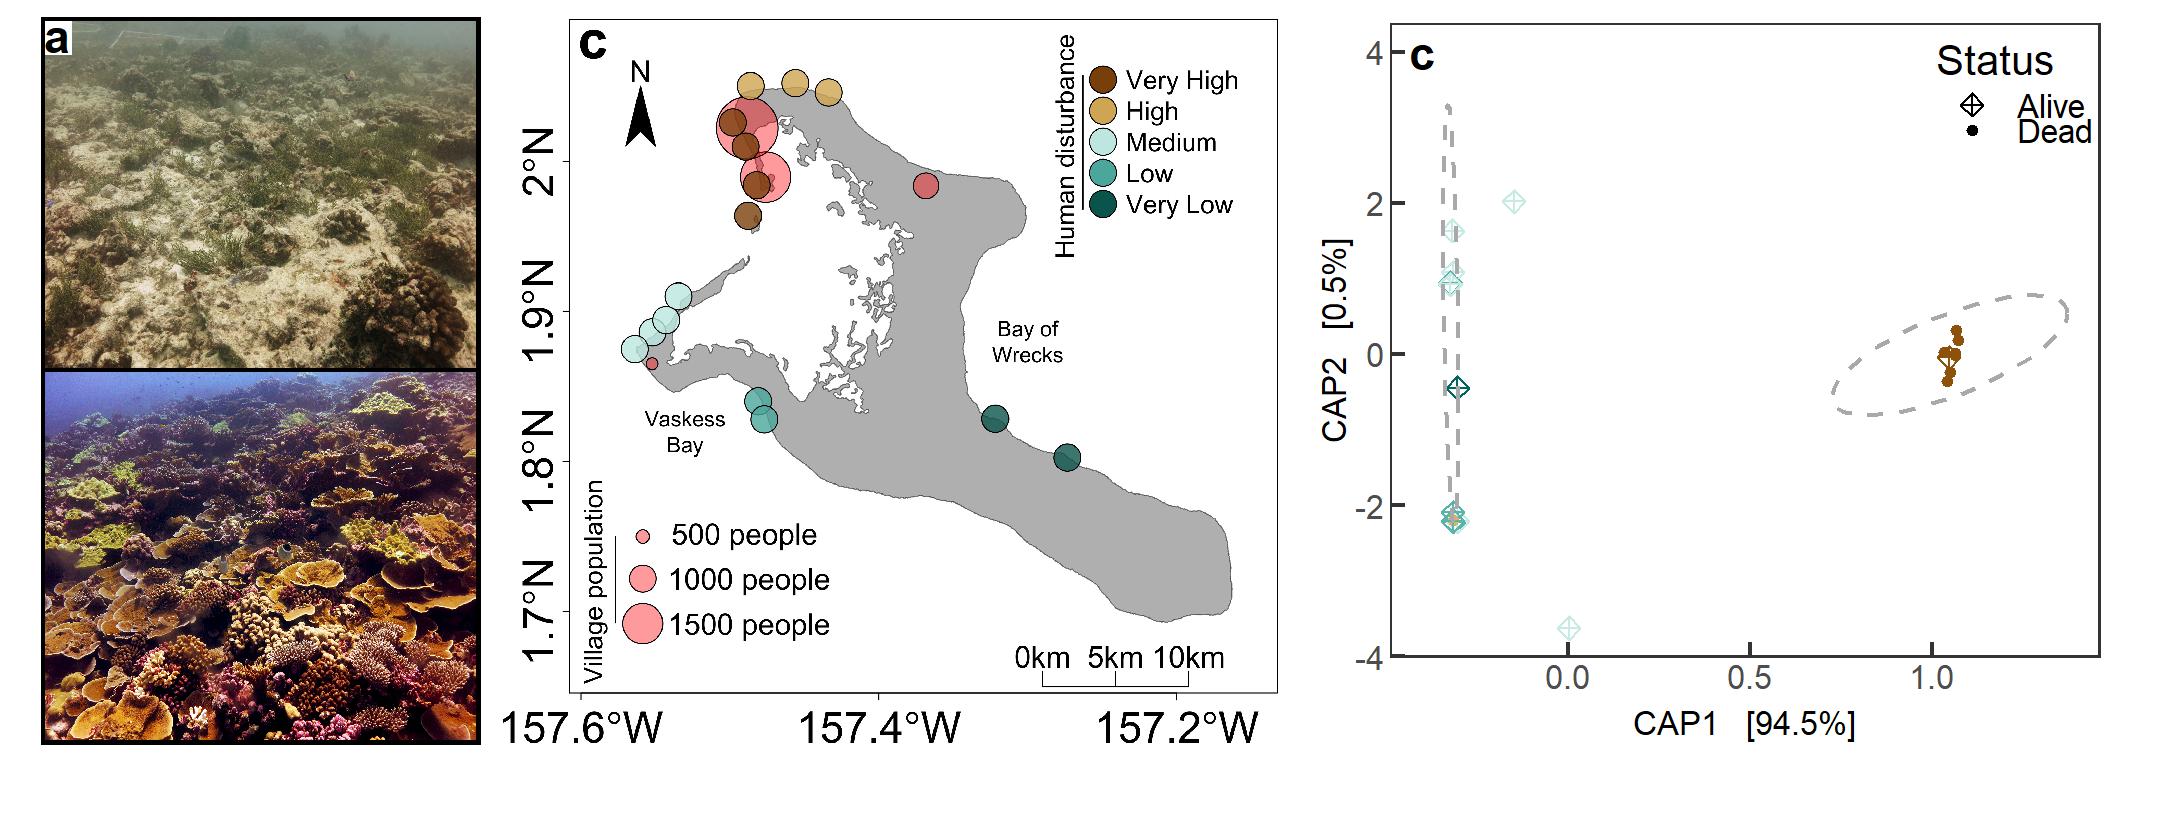 a
c
N
Human disturbance
Very High
High
Medium
Low
Very Low
2°N
1.9°N
1.8°N
1.7°N
Bay of
Wrecks
Vaskess
Bay
Village population
500 people
1000 people
1500 people
0km 5km 10km
157.6°W 157.4°W 157.2°W
c
Status
Alive
Dead
CAP2 [0.5%]
4
2
0
-2
-4
0.0 0.5 1.0
CAP1 [94.5%]